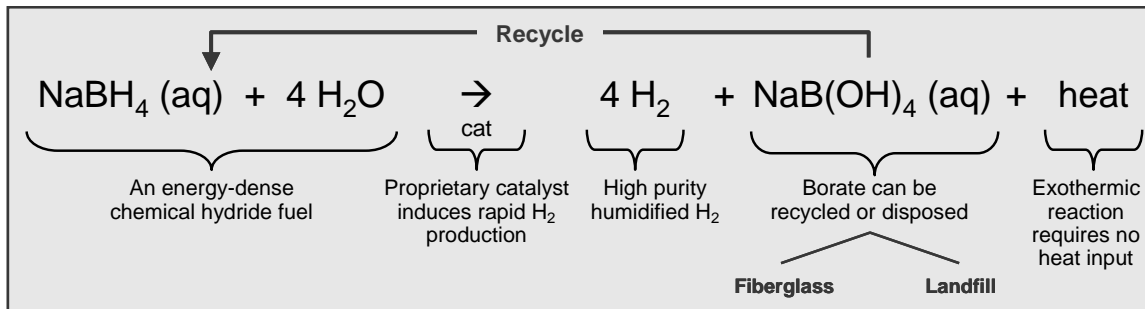 Recycle
NaBH4 (aq) + 4 H2O → 4 H2 + NaB(OH)4 (aq) + heat
cat
An energy-dense
chemical hydride fuel
Proprietary catalyst
induces rapid H2
production
High purity
humidified H2
Borate can be
recycled or disposed
Exothermic
reaction
requires no
heat input
Fiberglass
Landfill